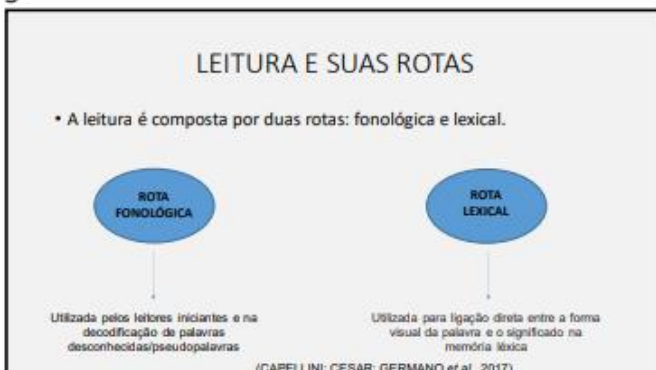 LEITURA E SUAS ROTAS
• A leitura é composta por duas rotas: fonológica e lexical.
ROTA
FONOLÓGICA
ROTA
LEXICAL
Utilizada pelos leitores iniciantes e na
decodificação de palavras
desconhecidas/pseudopalavras
Utilizada para ligação direta entre a forma
visual da palavra e o significado na
memória léxica
(CAPELLINI; CESAR; GERMANO et al., 2017)